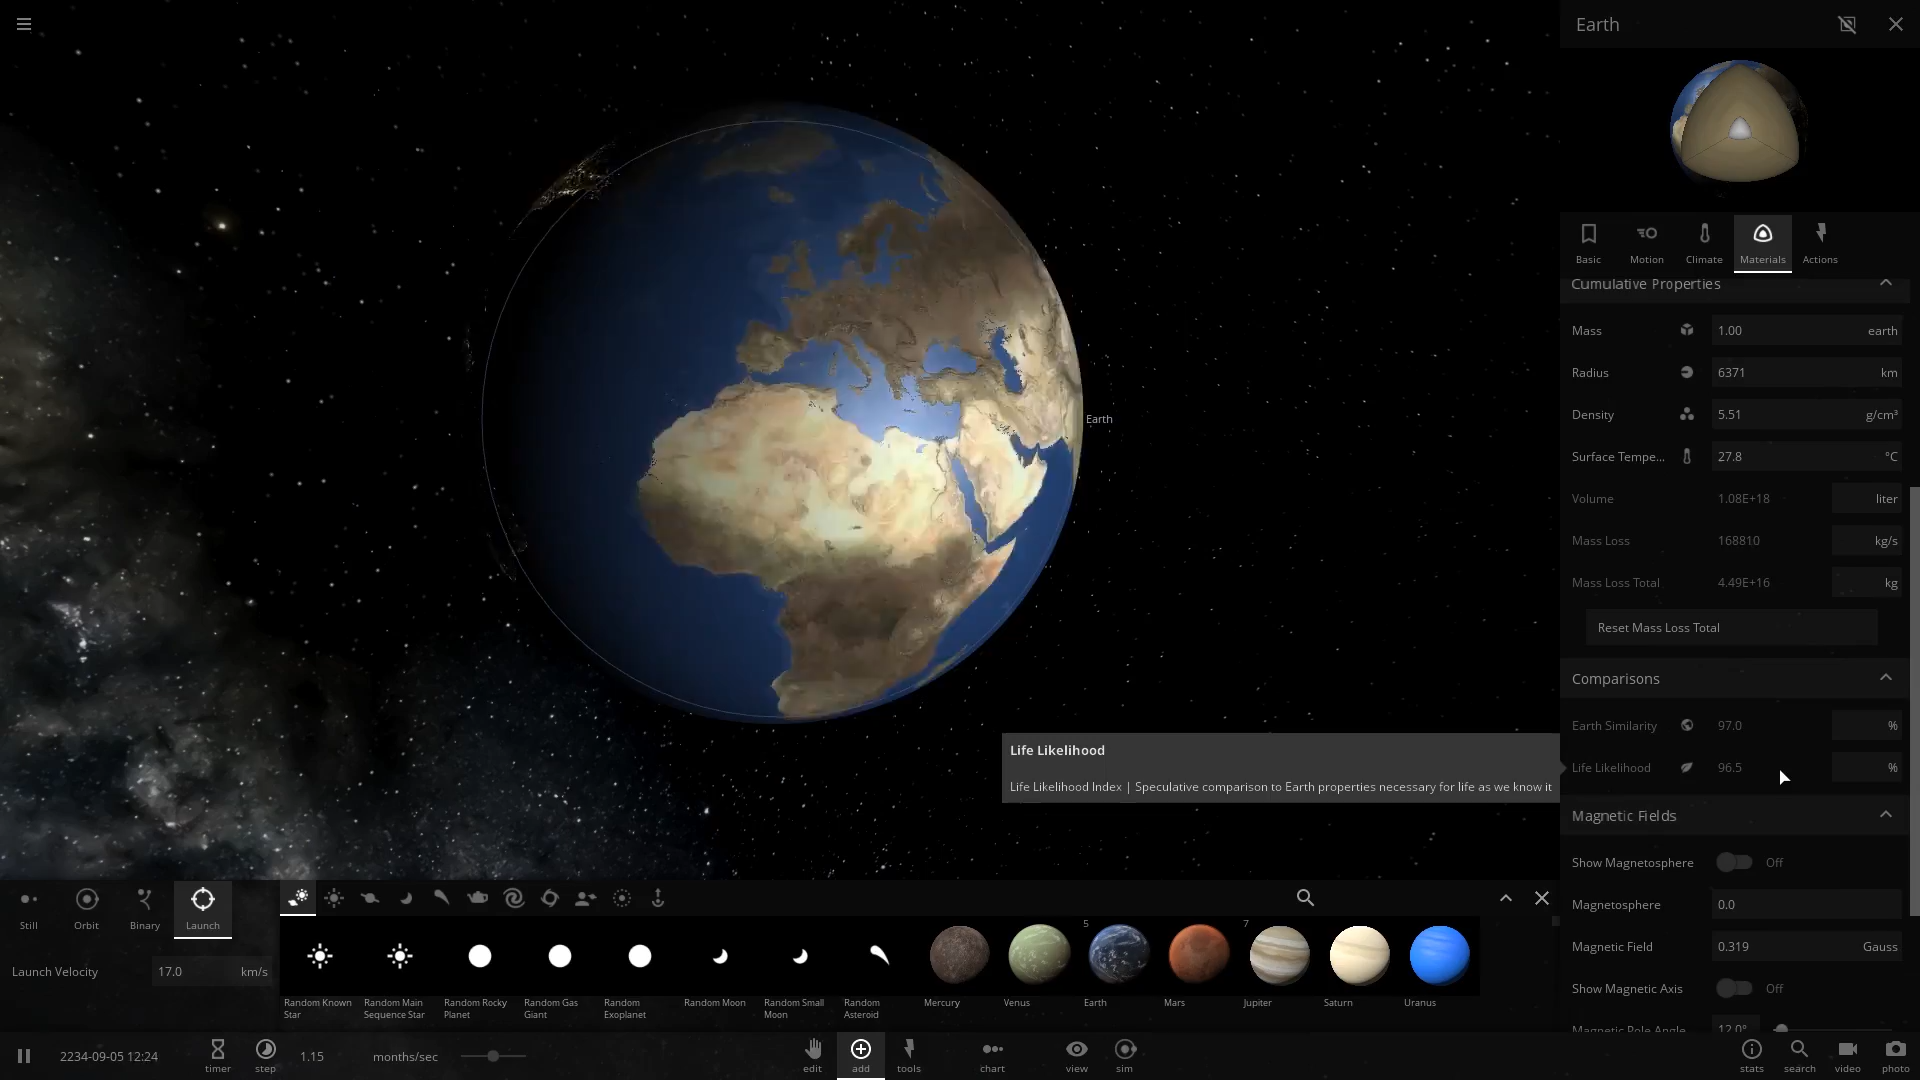 Earth
Basic
Motion
Climate
Materials
Actions
Cumulative Properties
Mass 1.00 earth
Radius 6371 km
Density 5.51 g/cm³
Surface Tempe... 27.8 °C
Volume 1.08E+18 liter
Mass Loss 168810 kg/s
Mass Loss Total 4.49E+16 kg
Reset Mass Loss Total
Comparisons
Earth Similarity 97.0 %
Life Likelihood 96.5 %
Magnetic Fields
Show Magnetosphere Off
Magnetosphere 0.0
Magnetic Field 0.319 Gauss
Show Magnetic Axis Off
Magnetic Pole Angle 12.0°
Earth
Life Likelihood
Life Likelihood Index | Speculative comparison to Earth properties necessary for life as we know it
Still
Orbit
Binary
Launch
Launch Velocity 17.0 km/s
5
7
Random Known
Star
Random Main
Sequence Star
Random Rocky
Planet
Random Gas
Giant
Random
Exoplanet
Random Moon
Random Small
Moon
Random
Asteroid
Mercury
Venus
Earth
Mars
Jupiter
Saturn
Uranus
2234-09-05 12:24
timer
step
1.15 months/sec
edit
add
tools
chart
view
sim
stats
search
video
photo